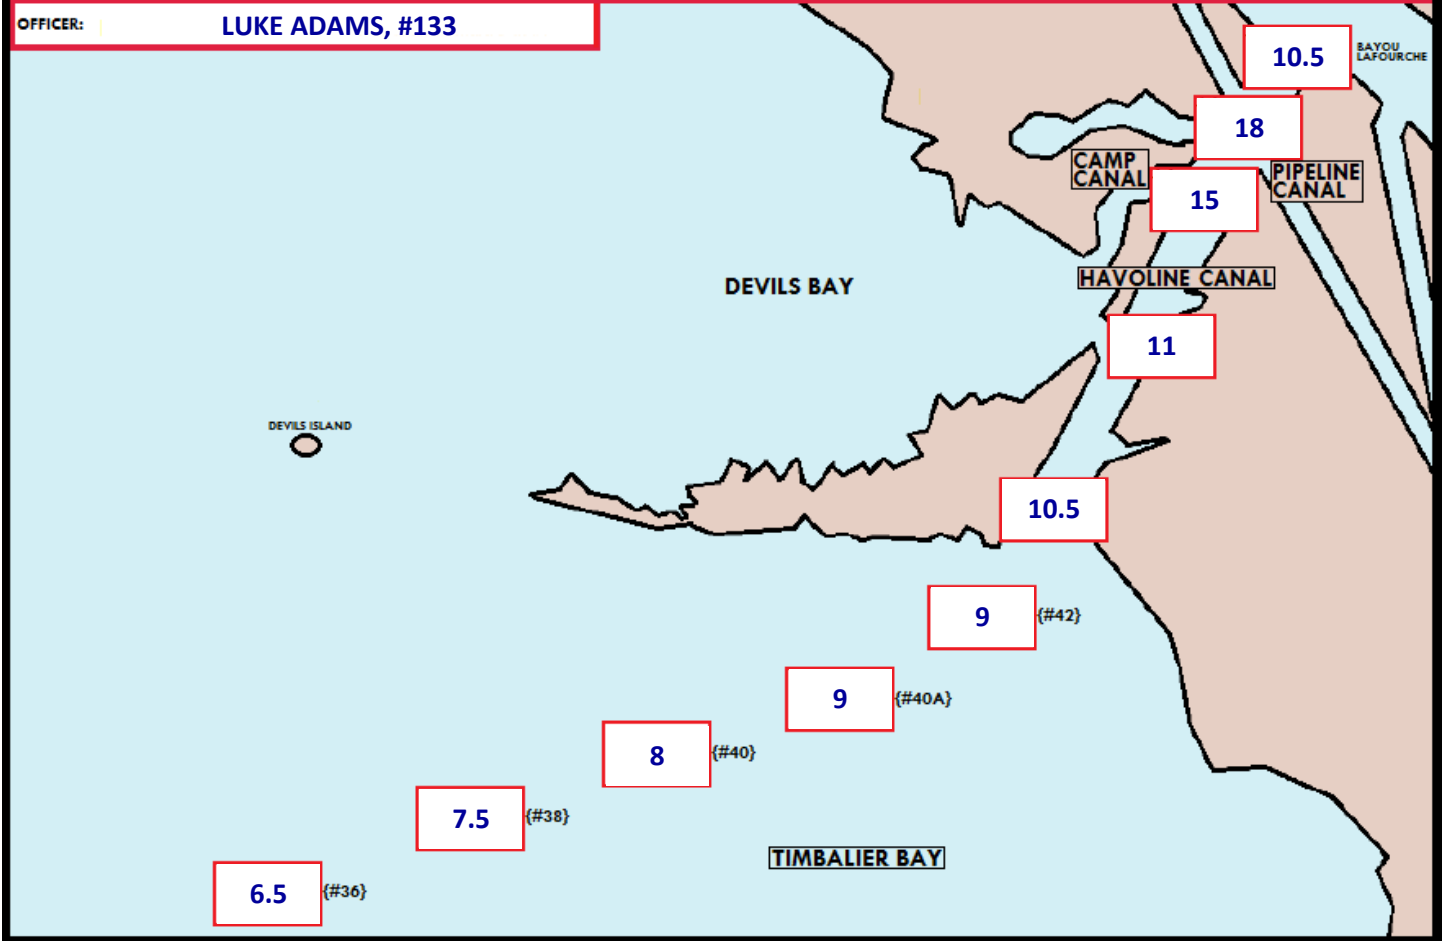 OFFICER: LUKE ADAMS, #133
10.5
BAYOU
LAFOURCHE
18
CAMP
CANAL
PIPELINE
CANAL
15
HAVOLINE CANAL
DEVILS BAY
11
DEVILS ISLAND
10.5
9 {#42}
9 {#40A}
8 {#40}
7.5 {#38}
TIMBALIER BAY
6.5 {#36}